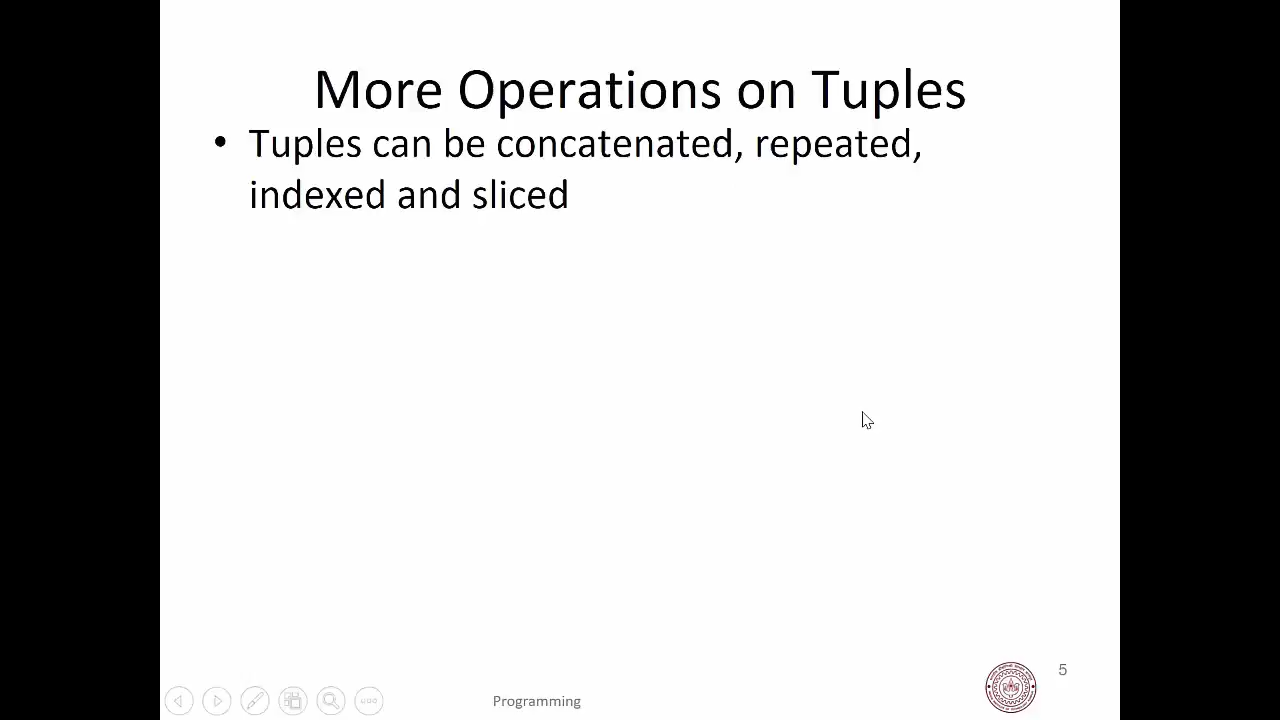 More Operations on Tuples
• Tuples can be concatenated, repeated,
indexed and sliced
5
Programming